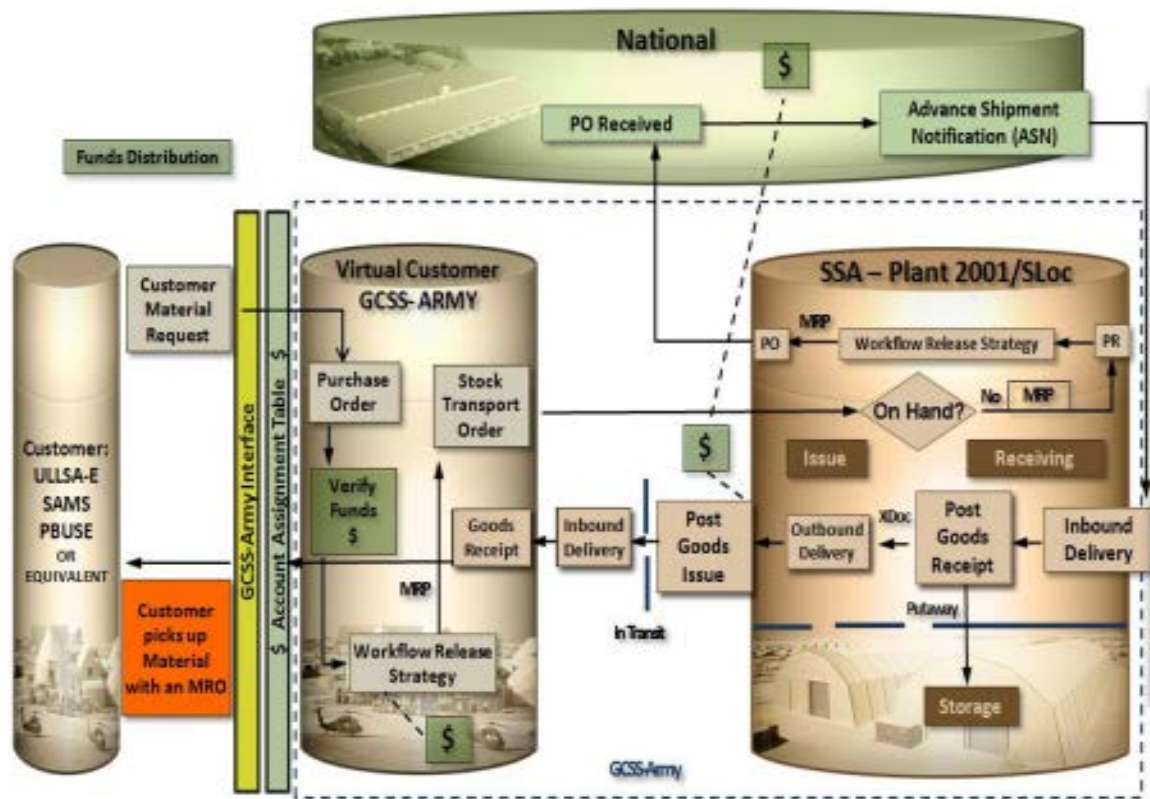 National
$
PO Received
Advance Shipment
Notification (ASN)
Funds Distribution
Customer
Material
Request
Virtual Customer
GCSS- ARMY
SSA – Plant 2001/SLoc
PO
MRP
Workflow Release Strategy
PR
Purchase
Order
Stock
Transport
Order
On Hand?
No
MRP
Customer:
ULLSA-E
SAMS
PBUSE
OR
EQUIVALENT
GCSS-Army Interface
$ Account Assignment Table $
Verify
Funds
$
$
Issue
Receiving
Goods
Receipt
Inbound
Delivery
Post
Goods
Issue
Outbound
Delivery
XDoc
Post
Goods
Receipt
Inbound
Delivery
MRP
Putaway
In Transit
Customer
picks up
Material
with an MRO
Workflow Release
Strategy
$
Storage
GCSS-Army